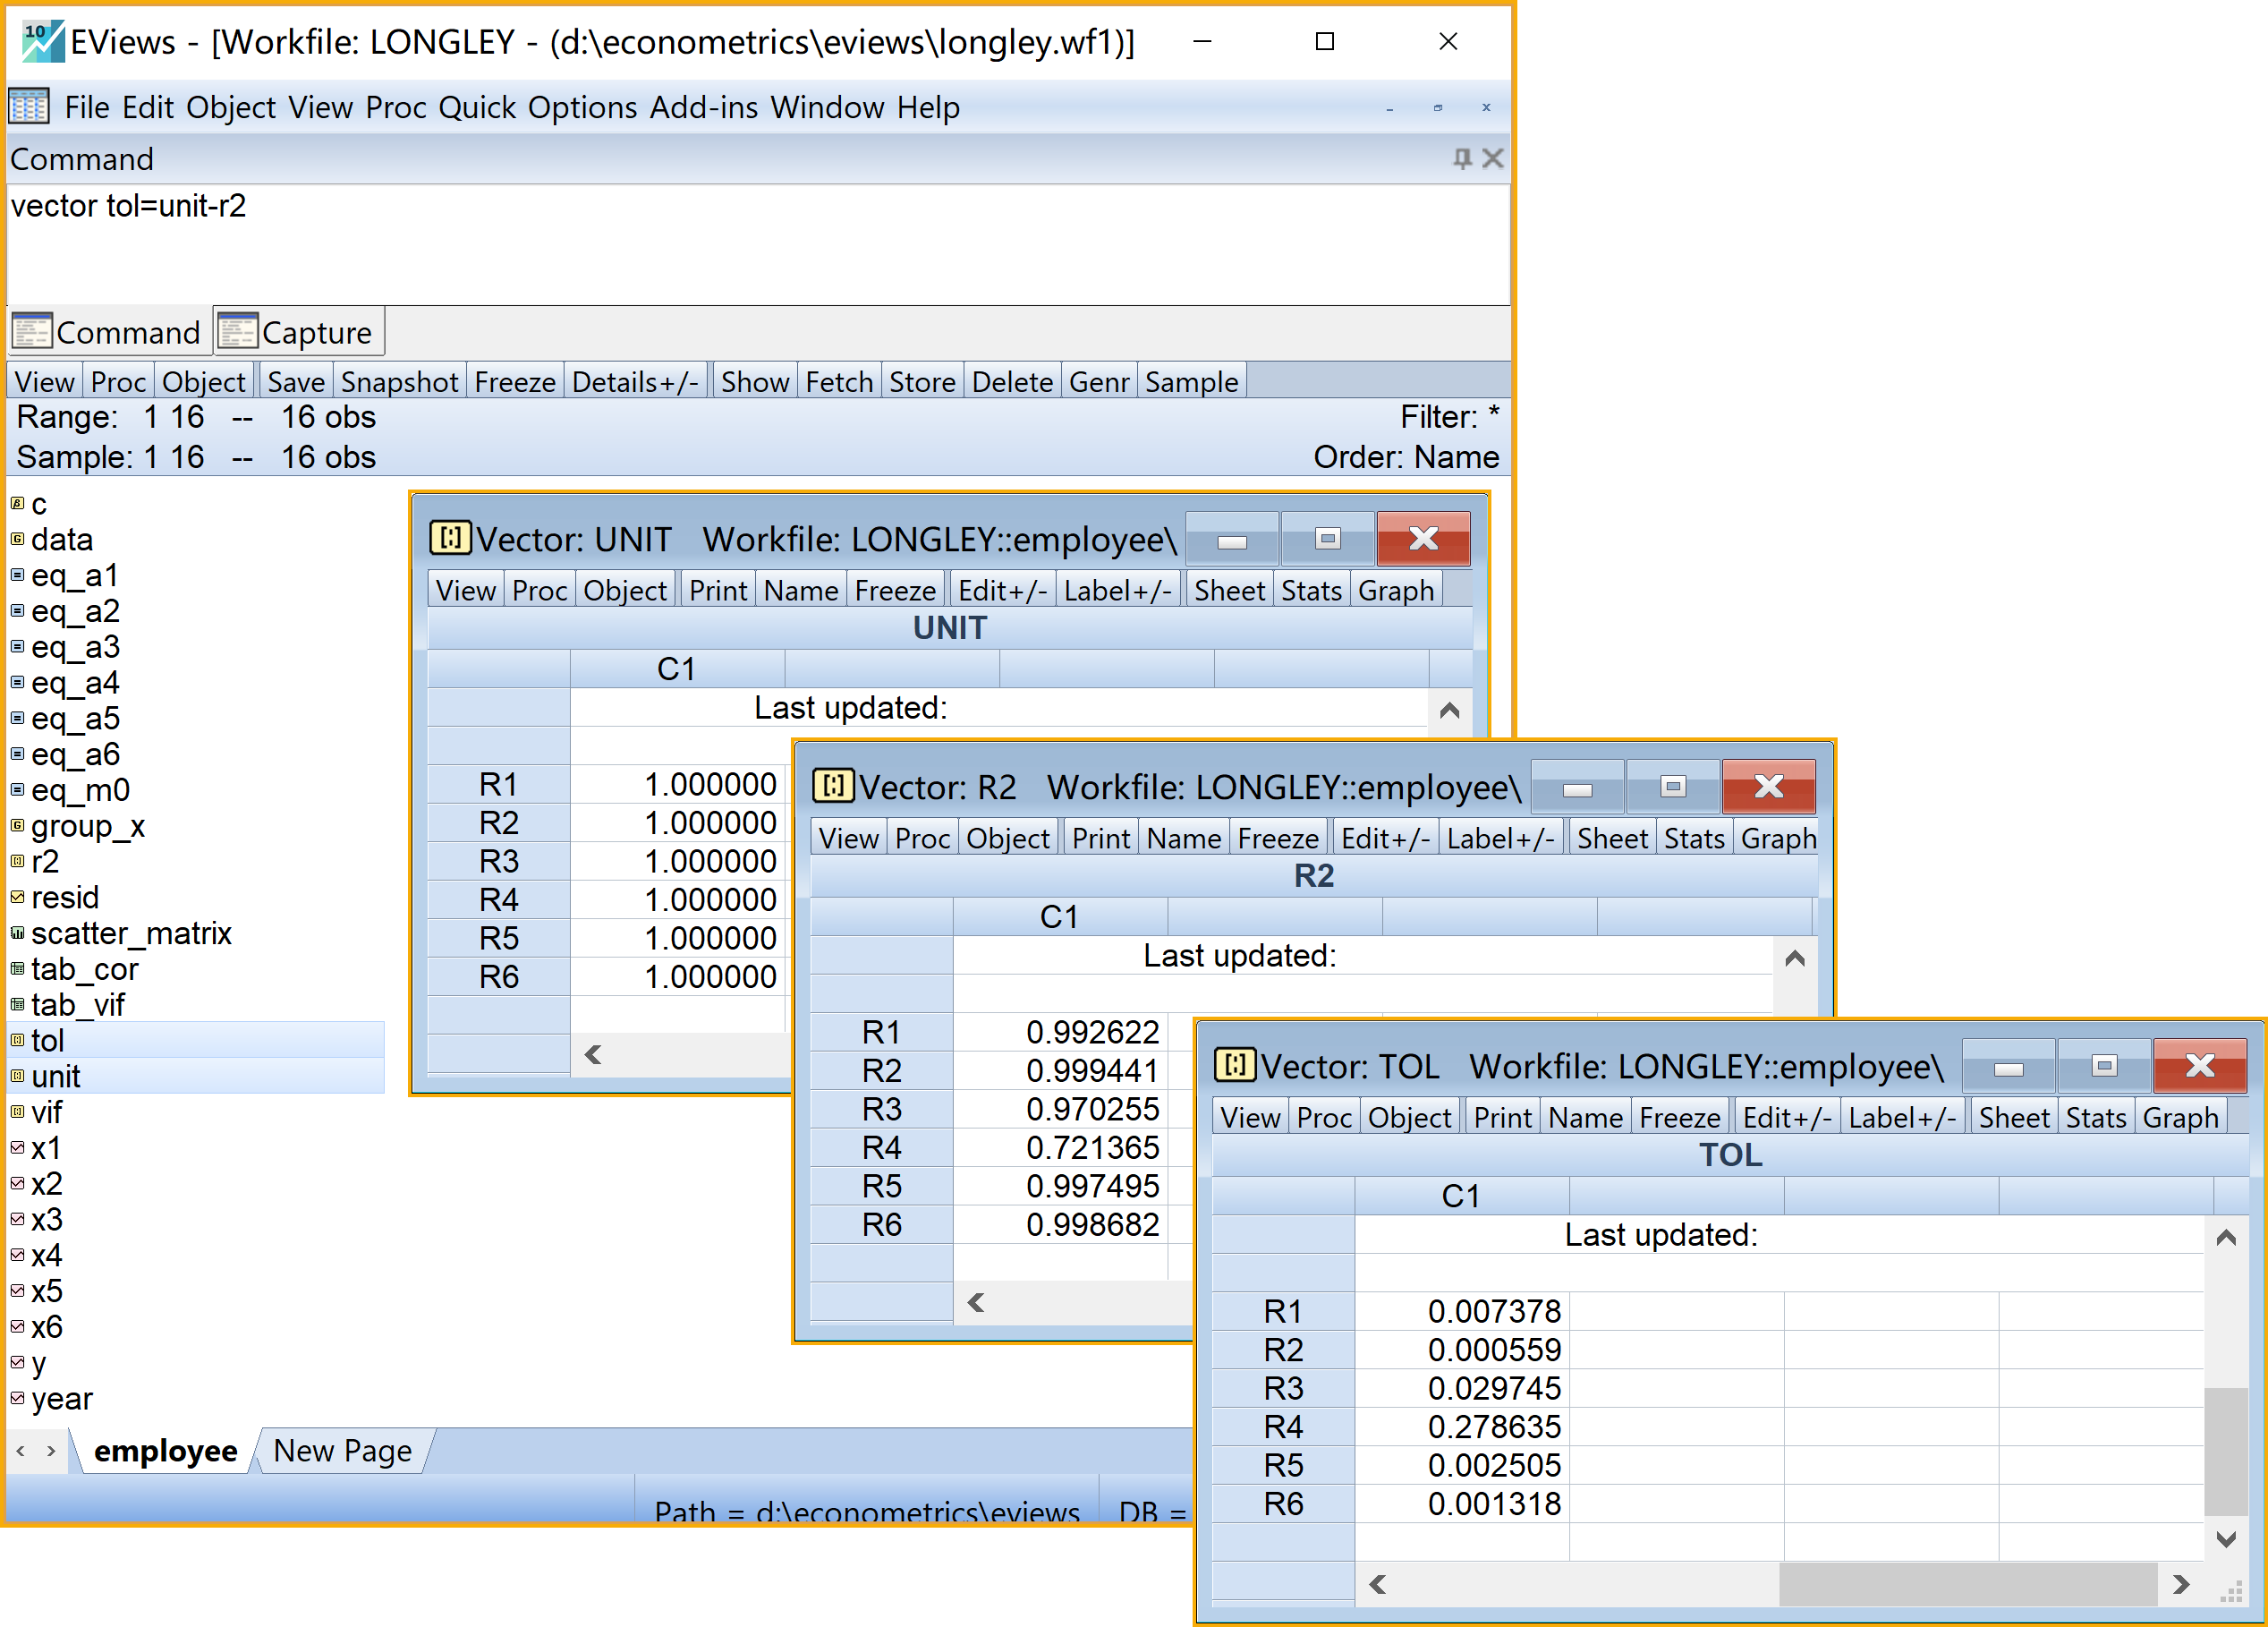 EViews - [Workfile: LONGLEY - (d:\econometrics\eviews\longley.wf1)]
File Edit Object View Proc Quick Options Add-ins Window Help
Command
vector tol=unit-r2
Command Capture
View Proc Object Save Snapshot Freeze Details+/- Show Fetch Store Delete Genr Sample
Range: 1 16 -- 16 obs Filter: *
Sample: 1 16 -- 16 obs Order: Name
c
data
eq_a1
eq_a2
eq_a3
eq_a4
eq_a5
eq_a6
eq_m0
group_x
r2
resid
scatter_matrix
tab_cor
tab_vif
tol
unit
vif
x1
x2
x3
x4
x5
x6
y
year
employee New Page
Path = d:\econometrics\eviews DB =
Vector: UNIT Workfile: LONGLEY::employee\
View Proc Object Print Name Freeze Edit+/- Label+/- Sheet Stats Graph
UNIT
C1
Last updated:
R1 1.000000
R2 1.000000
R3 1.000000
R4 1.000000
R5 1.000000
R6 1.000000
Vector: R2 Workfile: LONGLEY::employee\
View Proc Object Print Name Freeze Edit+/- Label+/- Sheet Stats Graph
R2
C1
Last updated:
R1 0.992622
R2 0.999441
R3 0.970255
R4 0.721365
R5 0.997495
R6 0.998682
Vector: TOL Workfile: LONGLEY::employee\
View Proc Object Print Name Freeze Edit+/- Label+/- Sheet Stats Graph
TOL
C1
Last updated:
R1 0.007378
R2 0.000559
R3 0.029745
R4 0.278635
R5 0.002505
R6 0.001318